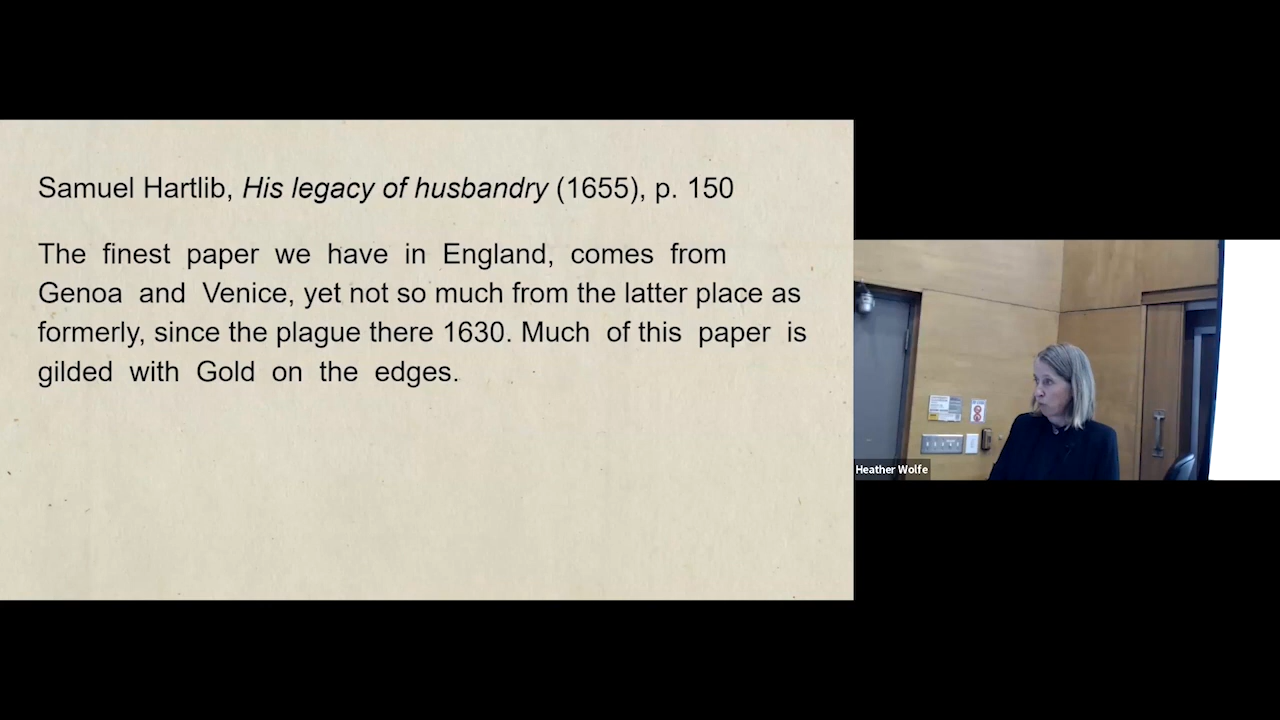 Samuel Hartlib, His legacy of husbandry (1655), p. 150
The finest paper we have in England, comes from
Genoa and Venice, yet not so much from the latter place as
formerly, since the plague there 1630. Much of this paper is
gilded with Gold on the edges.
Heather Wolfe